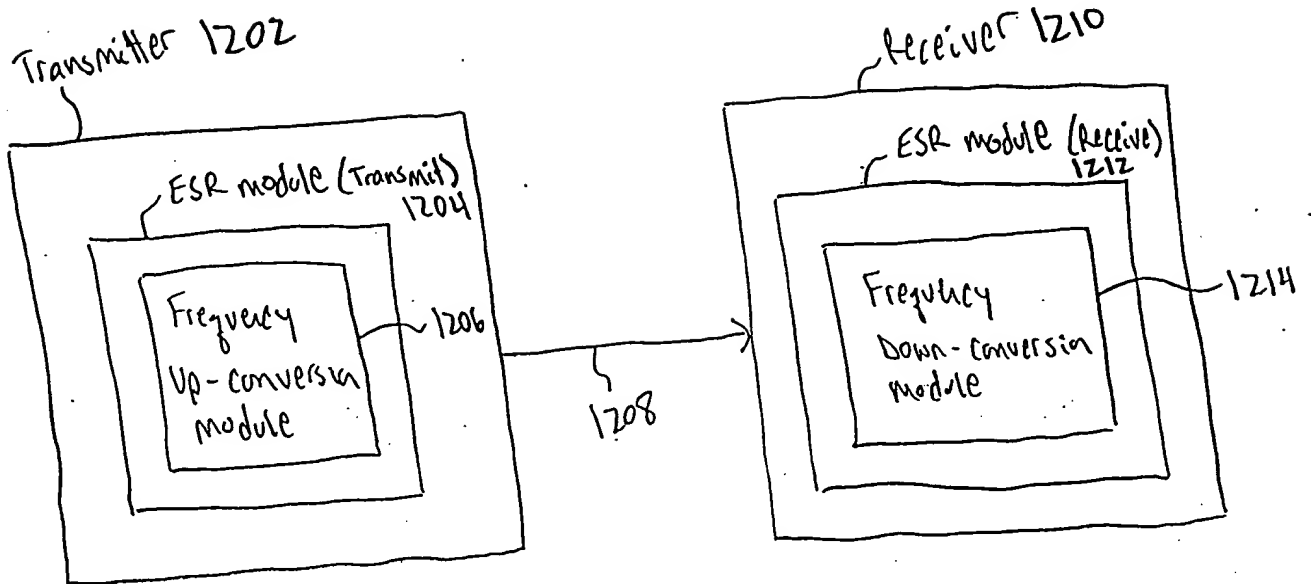 Transmitter 1202
ESR module (Transmit)
1204
Frequency
Up-conversion
module
1206
1208
Receiver 1210
ESR module (Receive)
1212
Frequency
Down-conversion
module
1214